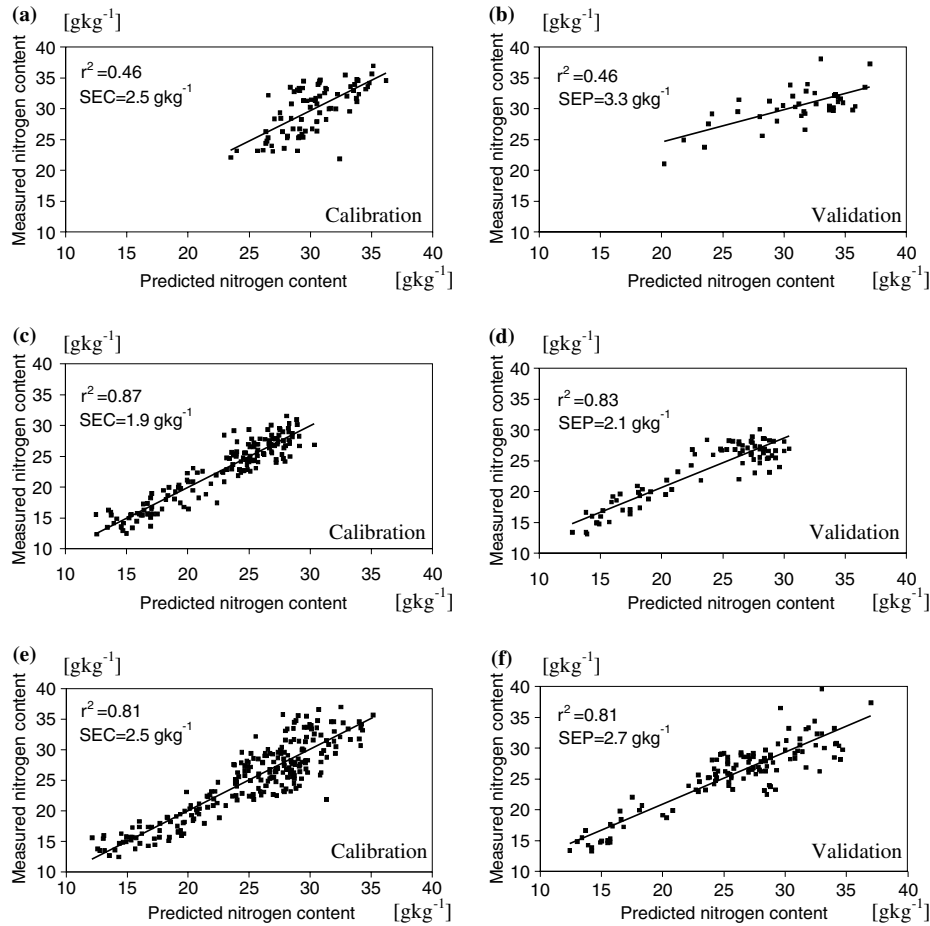 (a) [gkg⁻¹]
Measured nitrogen content
40
35
30
25
20
15
10
r²=0.46
SEC=2.5 gkg⁻¹
Calibration
10 15 20 25 30 35 40
Predicted nitrogen content [gkg⁻¹]
(b) [gkg⁻¹]
Measured nitrogen content
40
35
30
25
20
15
10
r²=0.46
SEP=3.3 gkg⁻¹
Validation
10 15 20 25 30 35 40
Predicted nitrogen content [gkg⁻¹]
(c) [gkg⁻¹]
Measured nitrogen content
40
35
30
25
20
15
10
r²=0.87
SEC=1.9 gkg⁻¹
Calibration
10 15 20 25 30 35 40
Predicted nitrogen content [gkg⁻¹]
(d) [gkg⁻¹]
Measured nitrogen content
40
35
30
25
20
15
10
r²=0.83
SEP=2.1 gkg⁻¹
Validation
10 15 20 25 30 35 40
Predicted nitrogen content [gkg⁻¹]
(e) [gkg⁻¹]
Measured nitrogen content
40
35
30
25
20
15
10
r²=0.81
SEC=2.5 gkg⁻¹
Calibration
10 15 20 25 30 35 40
Predicted nitrogen content [gkg⁻¹]
(f) [gkg⁻¹]
Measured nitrogen content
40
35
30
25
20
15
10
r²=0.81
SEP=2.7 gkg⁻¹
Validation
10 15 20 25 30 35 40
Predicted nitrogen content [gkg⁻¹]